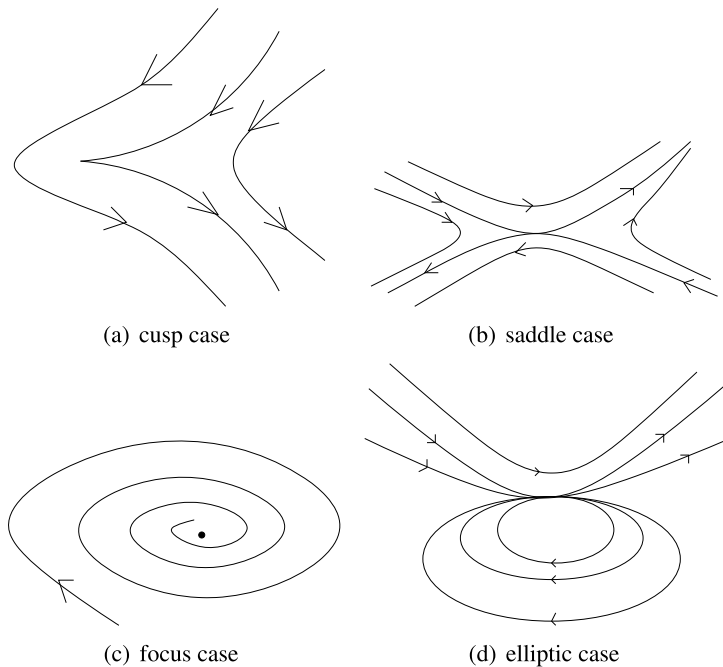 (a) cusp case
(b) saddle case
(c) focus case
(d) elliptic case